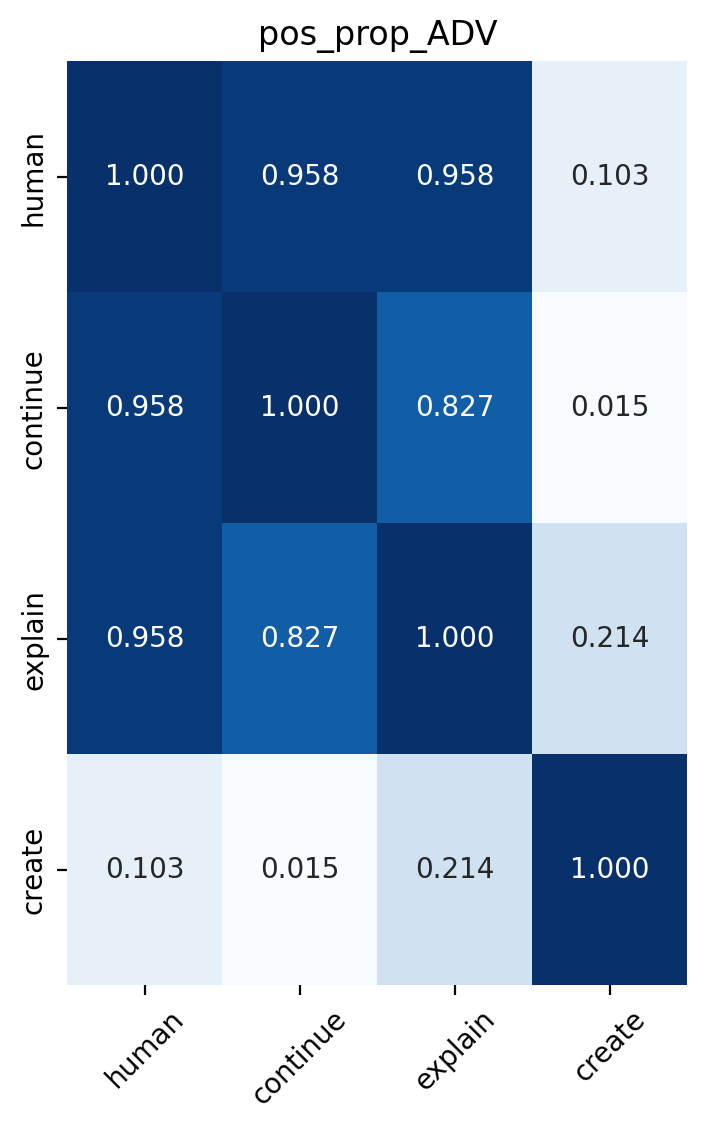 pos_prop_ADV
human 1.000 0.958 0.958 0.103
continue 0.958 1.000 0.827 0.015
explain 0.958 0.827 1.000 0.214
create 0.103 0.015 0.214 1.000
human continue explain create